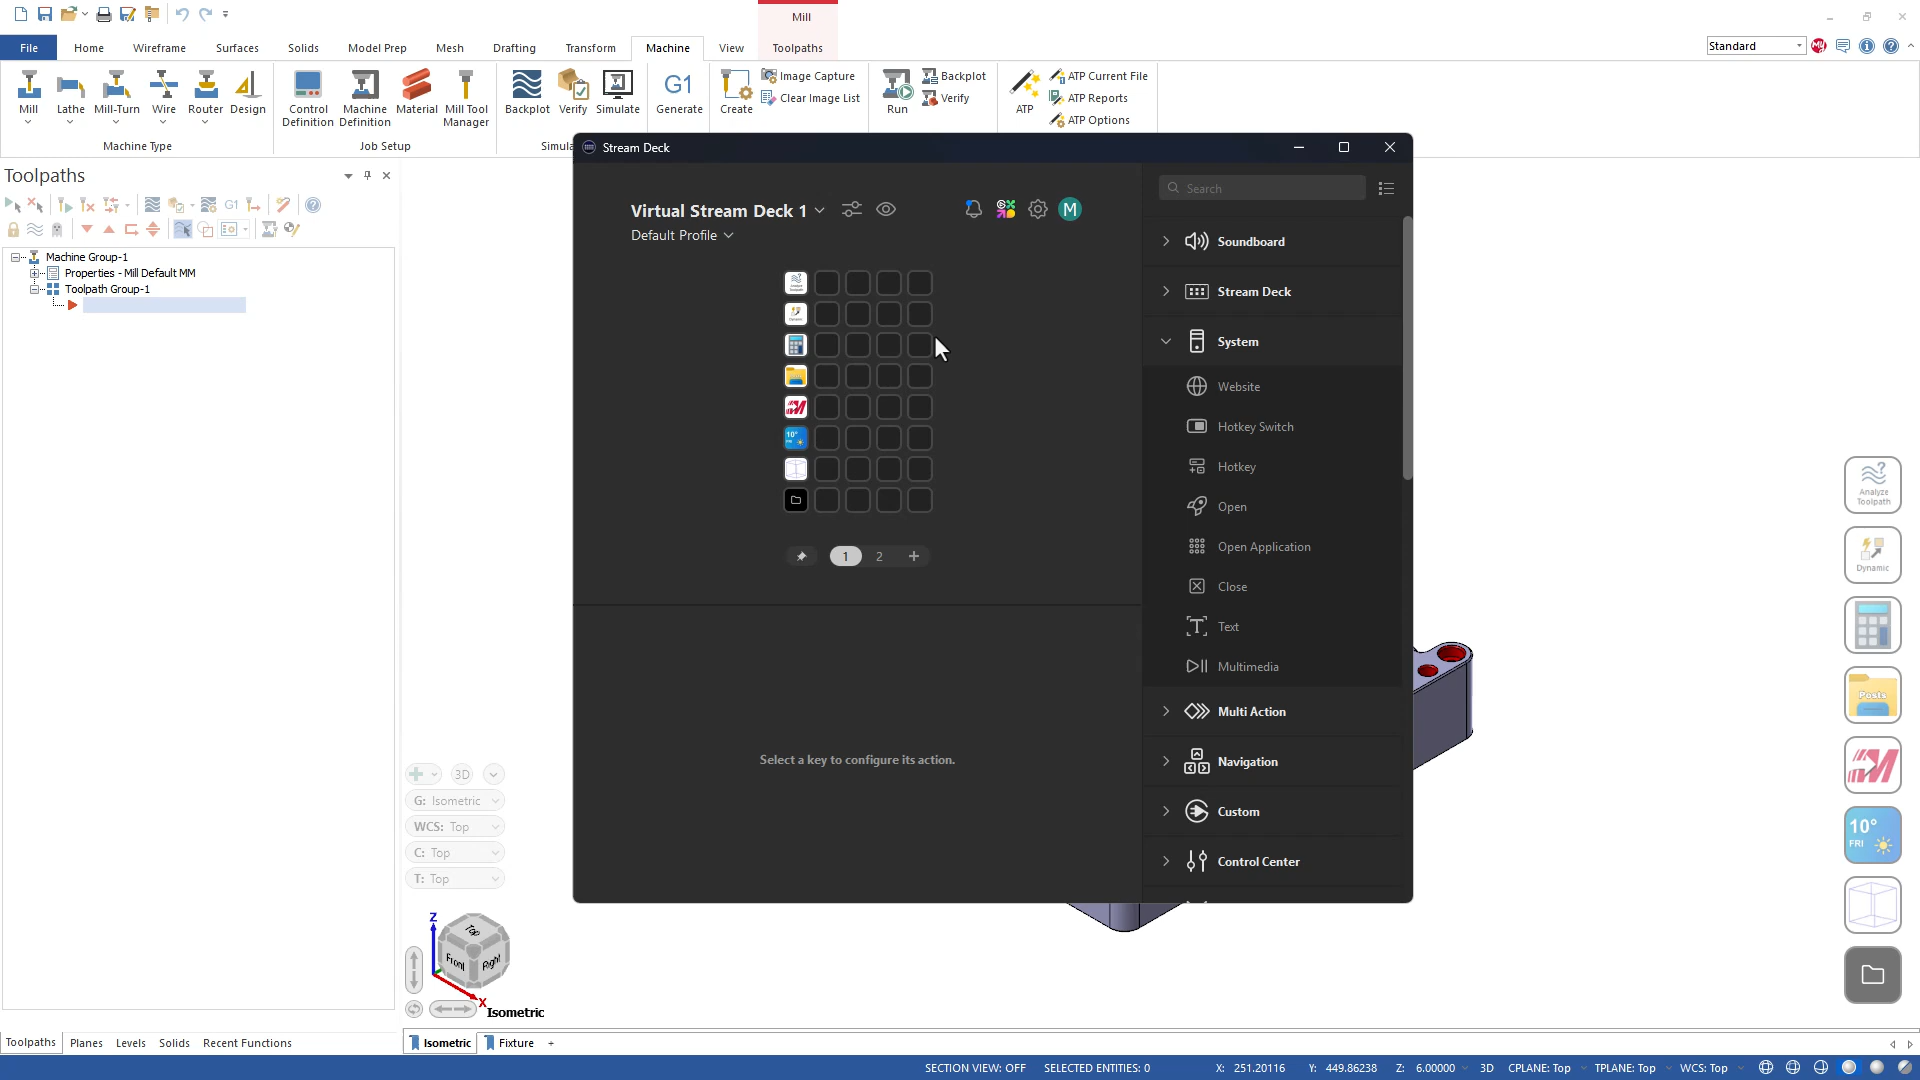 Mill
File
Home
Wireframe
Surfaces
Solids
Model Prep
Mesh
Drafting
Transform
Machine
View
Toolpaths
Standard
Mill
Lathe
Mill-Turn
Wire
Router
Design
Machine Type
Control
Definition
Machine
Definition
Material
Mill Tool
Manager
Job Setup
Backplot
Verify
Simulate
G1
Generate
Create
Image Capture
Clear Image List
Run
Backplot
Verify
ATP
ATP Current File
ATP Reports
ATP Options
Toolpaths
G1
Machine Group-1
Properties - Mill Default MM
Toolpath Group-1
Stream Deck
Virtual Stream Deck 1
Default Profile
M
Search
Soundboard
Stream Deck
System
Website
Hotkey Switch
Hotkey
Open
Open Application
Close
Text
Multimedia
Multi Action
Navigation
Custom
Control Center
10°
FRI
1
2
+
Select a key to configure its action.
Analyze
Toolpath
Dynamic
Posts
10°
FRI
3D
G: Isometric
WCS: Top
C: Top
T: Top
Z
Top
Front
Right
X
Isometric
Toolpaths
Planes
Levels
Solids
Recent Functions
Isometric
Fixture
+
SECTION VIEW: OFF
SELECTED ENTITIES: 0
X: 251.20116
Y: 449.86238
Z: 6.00000
3D
CPLANE: Top
TPLANE: Top
WCS: Top